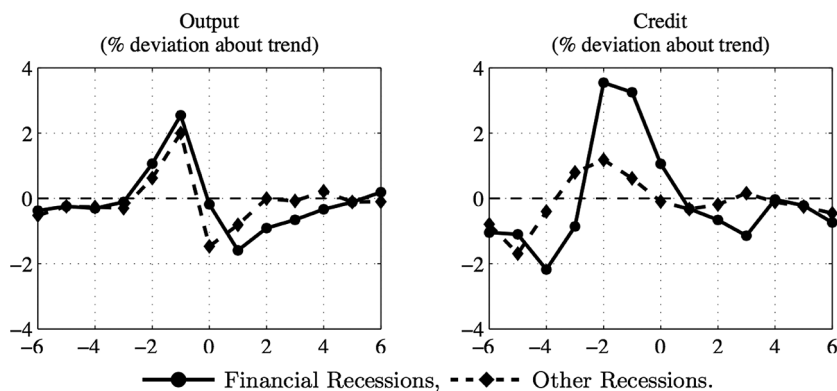 Output
(% deviation about trend)
4
2
0
−2
−4
−6 −4 −2 0 2 4 6
Credit
(% deviation about trend)
4
2
0
−2
−4
−6 −4 −2 0 2 4 6
Financial Recessions, Other Recessions.